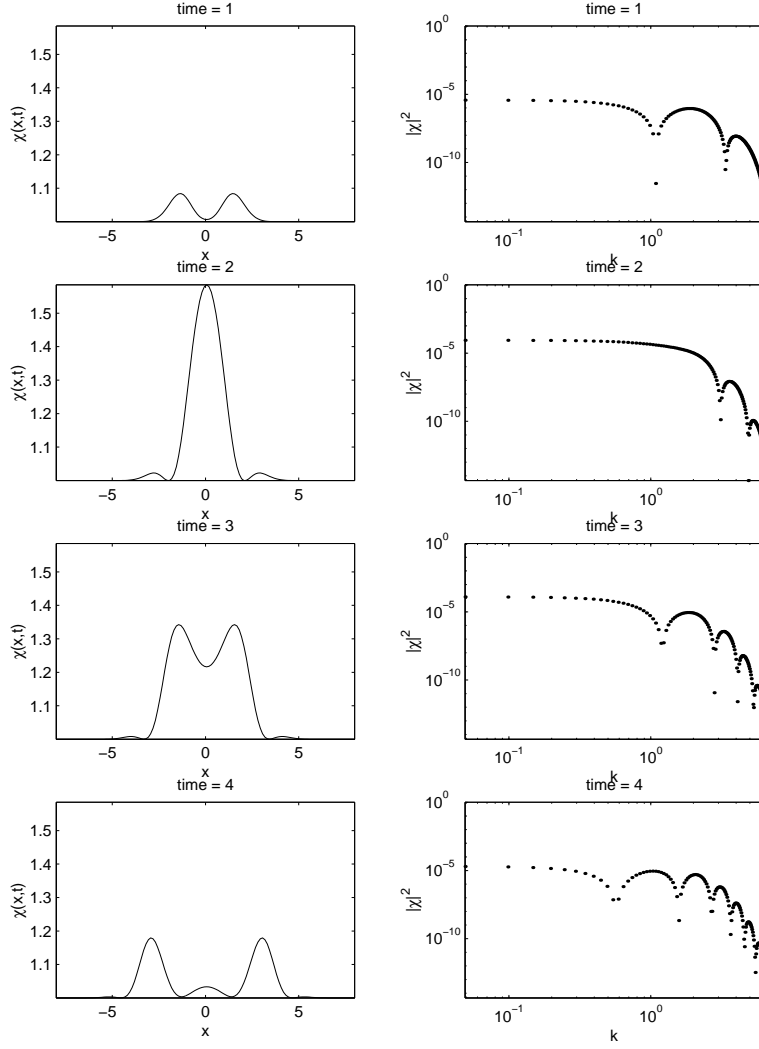 time = 1
1.5
1.4
1.3
1.2
1.1
χ(x,t)
−5
0
5
x
time = 1
10^0
10^−5
10^−10
|χ|^2
10^−1
10^0
k
time = 2
1.5
1.4
1.3
1.2
1.1
χ(x,t)
−5
0
5
x
time = 2
10^0
10^−5
10^−10
|χ|^2
10^−1
10^0
k
time = 3
1.5
1.4
1.3
1.2
1.1
χ(x,t)
−5
0
5
x
time = 3
10^0
10^−5
10^−10
|χ|^2
10^−1
10^0
k
time = 4
1.5
1.4
1.3
1.2
1.1
χ(x,t)
−5
0
5
x
time = 4
10^0
10^−5
10^−10
|χ|^2
10^−1
10^0
k